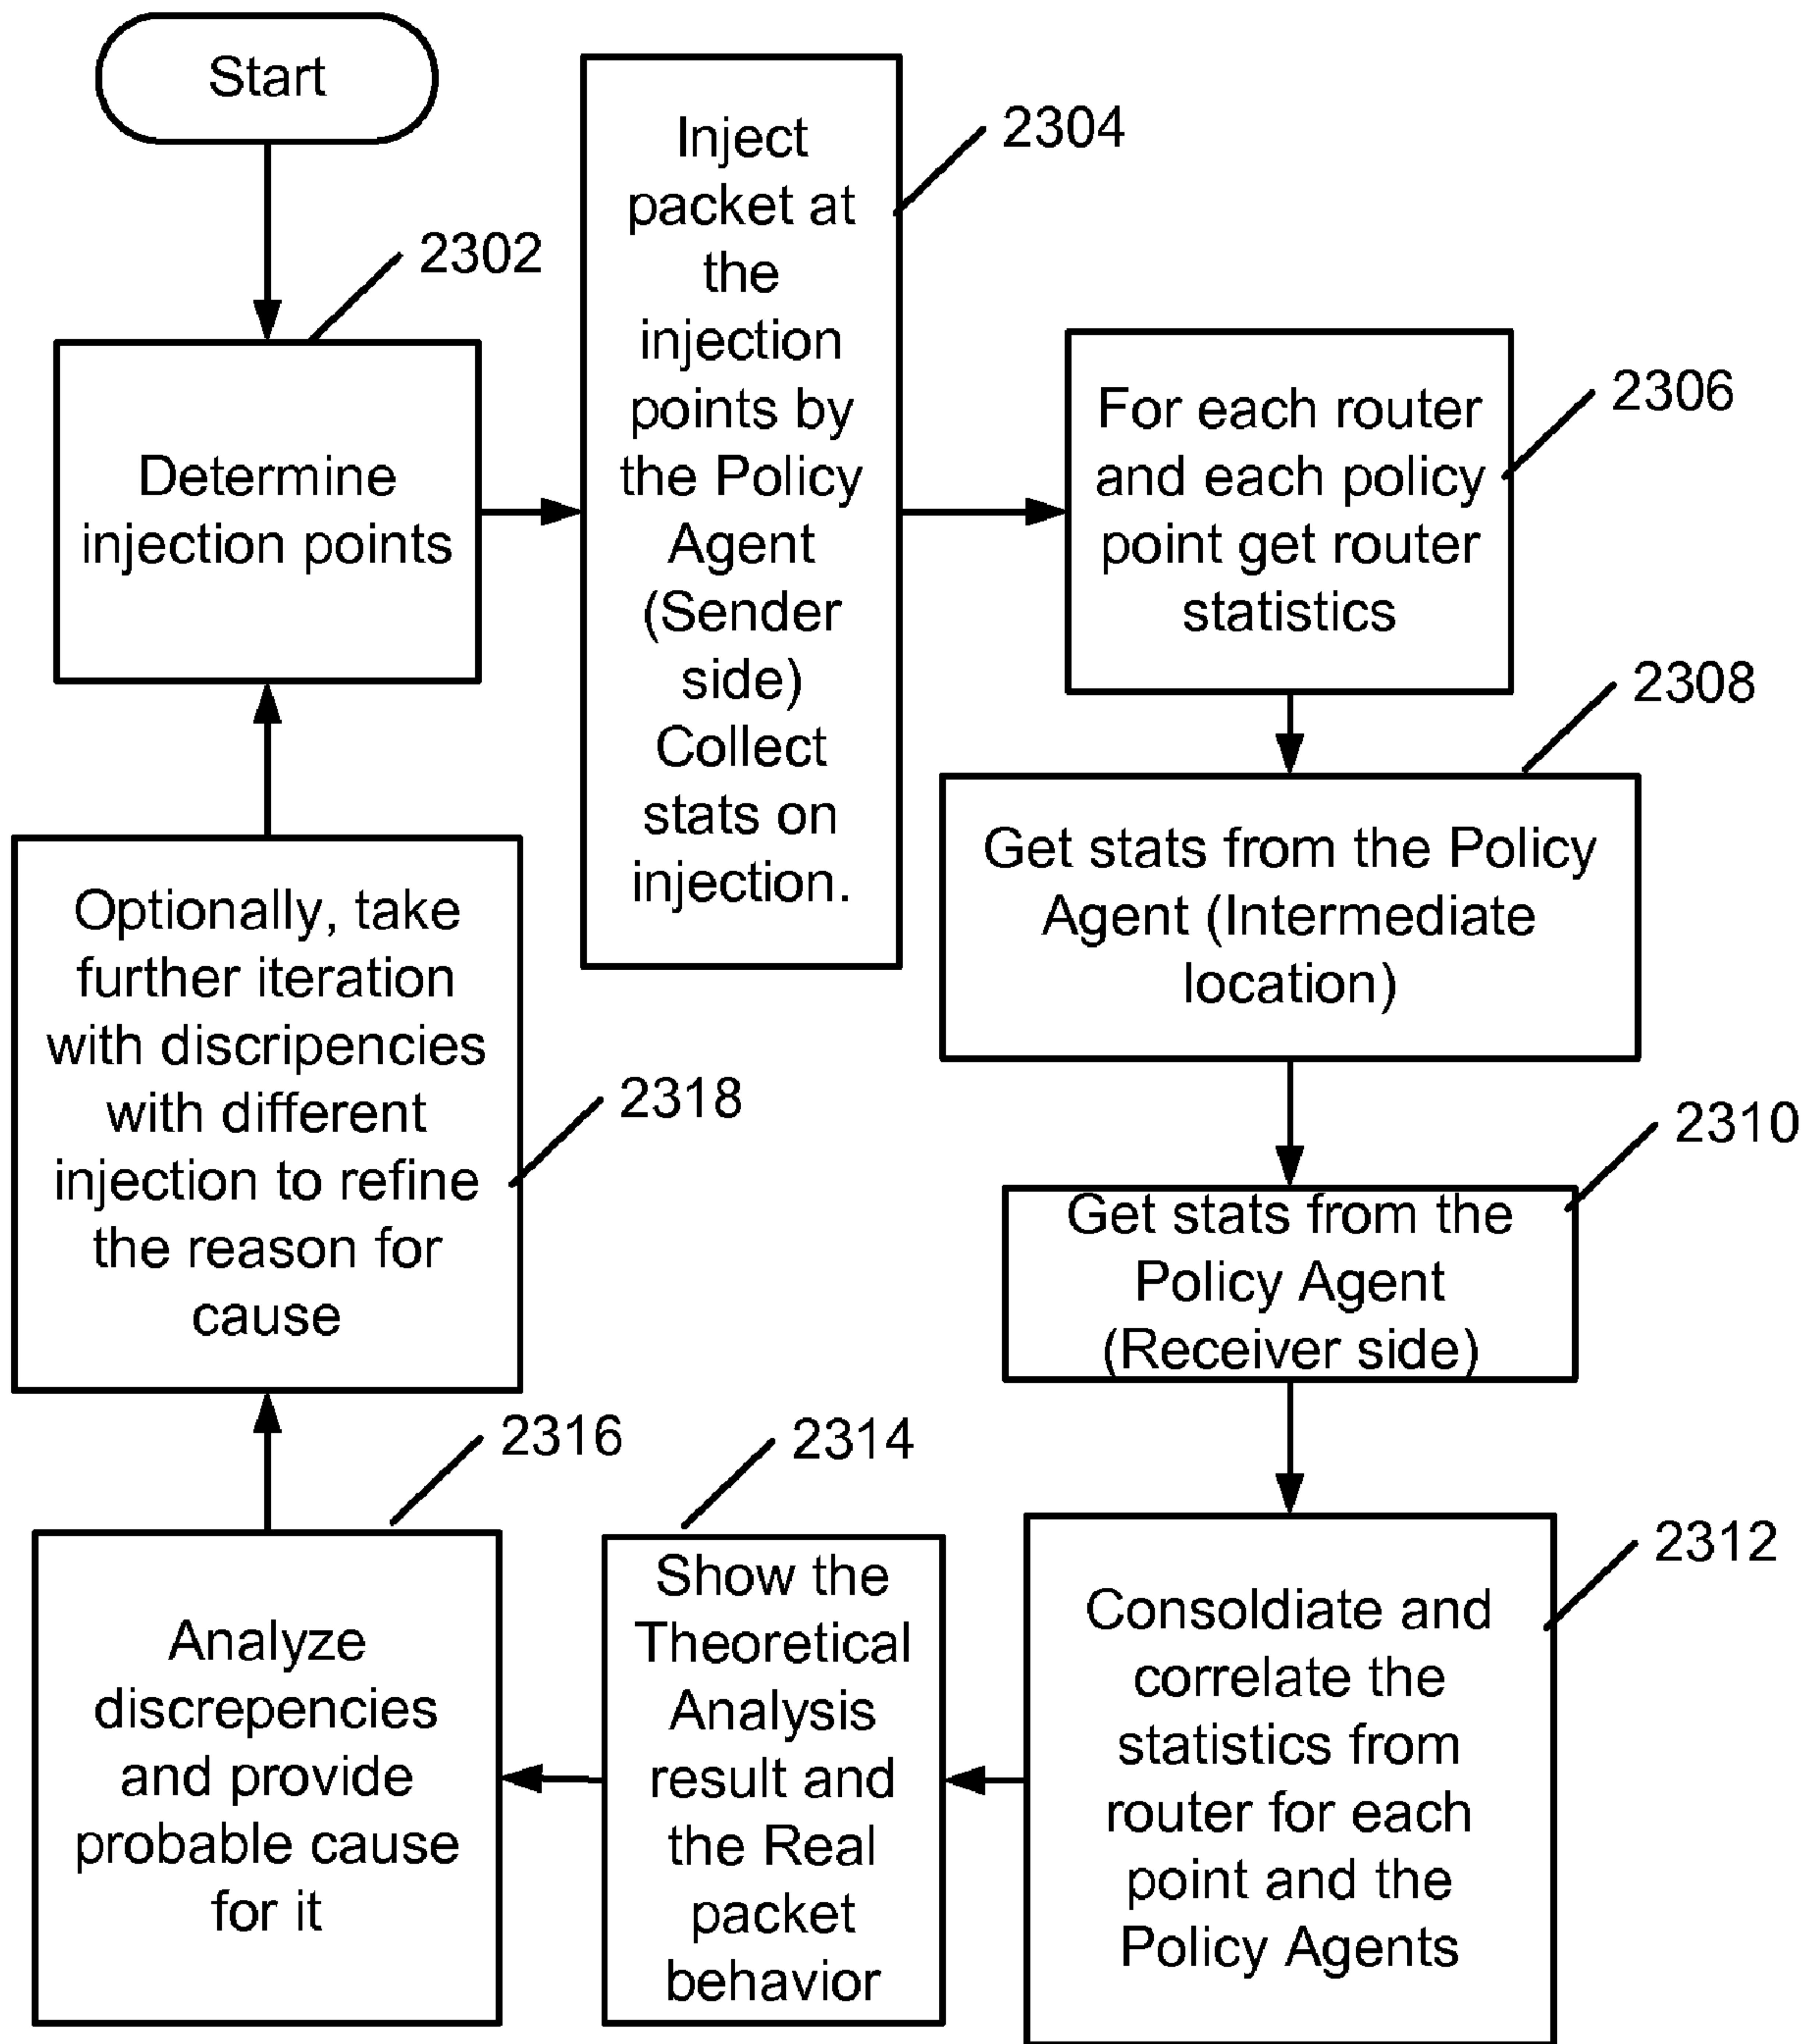 Start
2302
Determine
injection points
2304
Inject
packet at
the
injection
points by
the Policy
Agent
(Sender
side)
Collect
stats on
injection.
2306
For each router
and each policy
point get router
statistics
2308
Get stats from the Policy
Agent (Intermediate
location)
2310
Get stats from the
Policy Agent
(Receiver side)
2312
Consoldiate and
correlate the
statistics from
router for each
point and the
Policy Agents
2314
Show the
Theoretical
Analysis
result and
the Real
packet
behavior
2316
Analyze
discrepencies
and provide
probable cause
for it
2318
Optionally, take
further iteration
with discripencies
with different
injection to refine
the reason for
cause